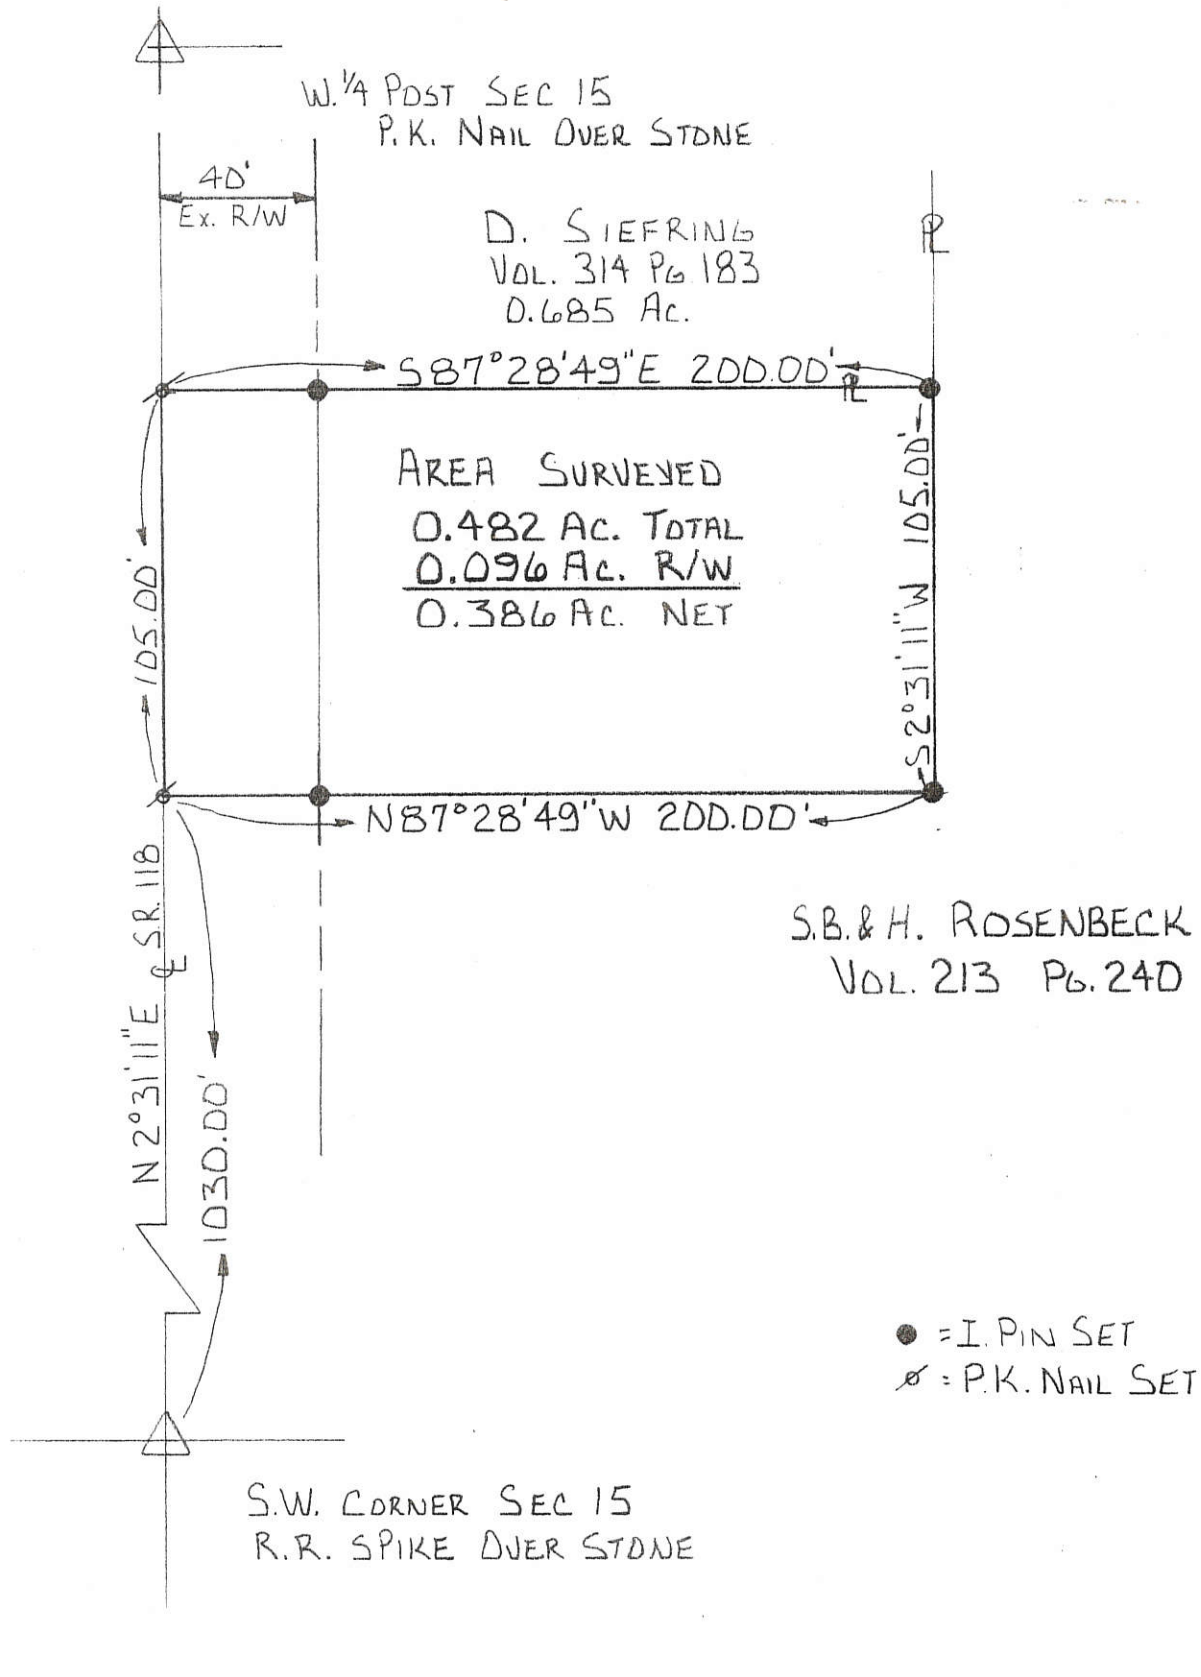 W. 1/4 POST SEC 15
P.K. NAIL OVER STONE
40'
EX. R/W
D. SIEFRING
VOL. 314 PG 183
0.685 AC.
PL
S87°28'49"E 200.00'
PL
AREA SURVEYED
0.482 AC. TOTAL
0.096 AC. R/W
0.386 AC. NET
105.00'
S2°31'11"W 105.00'
N87°28'49"W 200.00'
N2°31'11"E CL S.R. 118
1030.00'
S.B. & H. ROSENBECK
VOL. 213 PG. 240
● = I. PIN SET
ø = P.K. NAIL SET
S.W. CORNER SEC 15
R.R. SPIKE OVER STONE